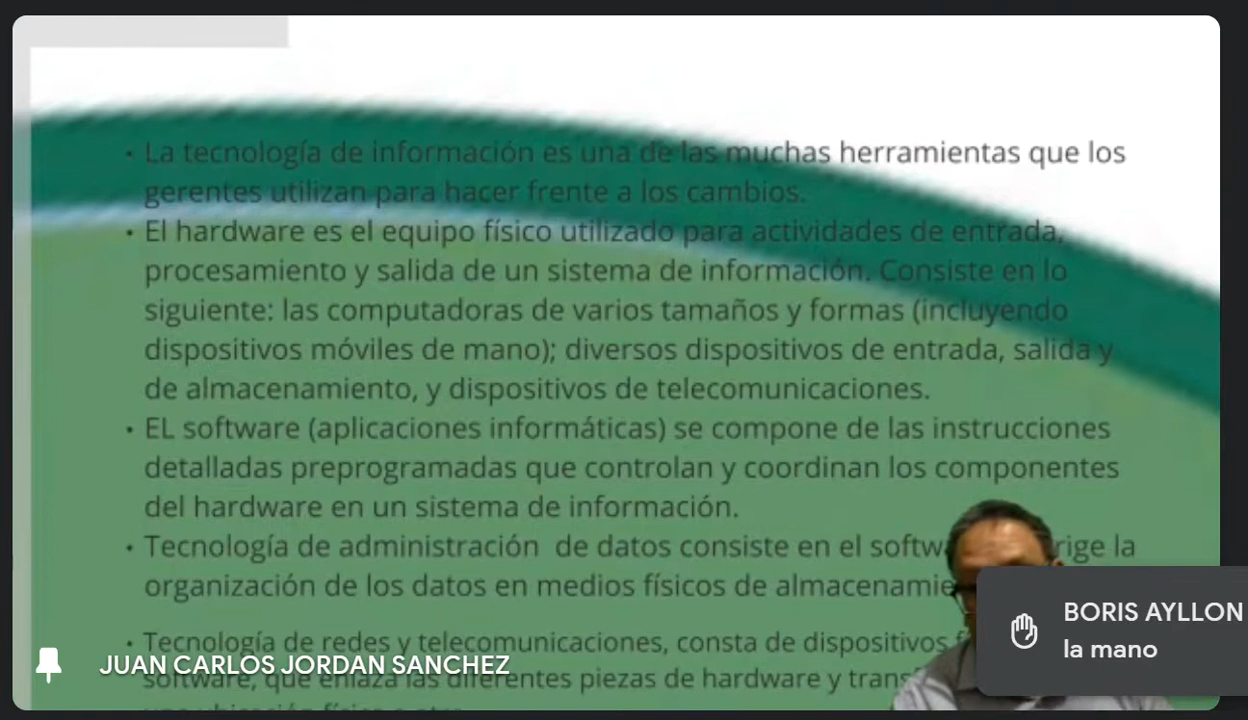 • La tecnología de información es una de las muchas herramientas que los
gerentes utilizan para hacer frente a los cambios.
• El hardware es el equipo físico utilizado para actividades de entrada,
procesamiento y salida de un sistema de información. Consiste en lo
siguiente: las computadoras de varios tamaños y formas (incluyendo
dispositivos móviles de mano); diversos dispositivos de entrada, salida y
de almacenamiento, y dispositivos de telecomunicaciones.
• EL software (aplicaciones informáticas) se compone de las instrucciones
detalladas preprogramadas que controlan y coordinan los componentes
del hardware en un sistema de información.
• Tecnología de administración de datos consiste en el la
organización de los datos en medios físicos de
• Tecnología de redes y telecomunicaciones, consta de dispositivos
software, que enlaza las diferentes piezas de hardware y
JUAN CARLOS JORDAN SANCHEZ
BORIS AYLLON
la mano